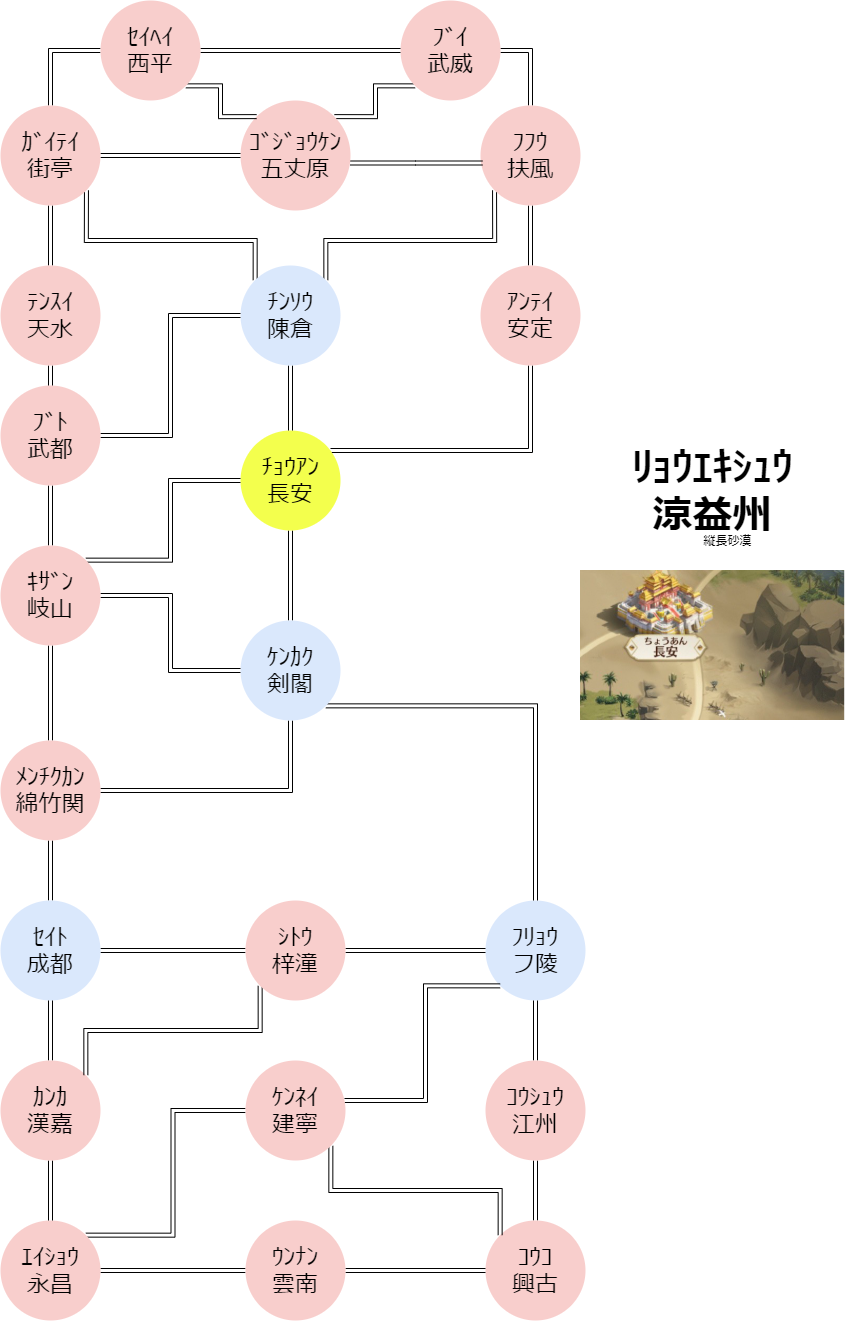 ｾｲﾍｲ
西平
ﾌﾞｲ
武威
ｶﾞｲﾃｲ
街亭
ｺﾞｼﾞｮｳｹﾝ
五丈原
ﾌﾌｳ
扶風
ﾃﾝｽｲ
天水
ﾁﾝｿｳ
陳倉
ｱﾝﾃｲ
安定
ﾌﾞﾄ
武都
ﾁｮｳｱﾝ
長安
ﾘｮｳｴｷｼｭｳ
涼益州
縦長砂漠
ｷｻﾞﾝ
岐山
ちょうあん
長安
ｹﾝｶｸ
剣閣
ﾒﾝﾁｸｶﾝ
綿竹関
ｾｲﾄ
成都
ｼﾄｳ
梓潼
ﾌﾘｮｳ
フ陵
ｶﾝｶ
漢嘉
ｹﾝﾈｲ
建寧
ｺｳｼｭｳ
江州
ｴｲｼｮｳ
永昌
ｳﾝﾅﾝ
雲南
ｺｳｺ
興古